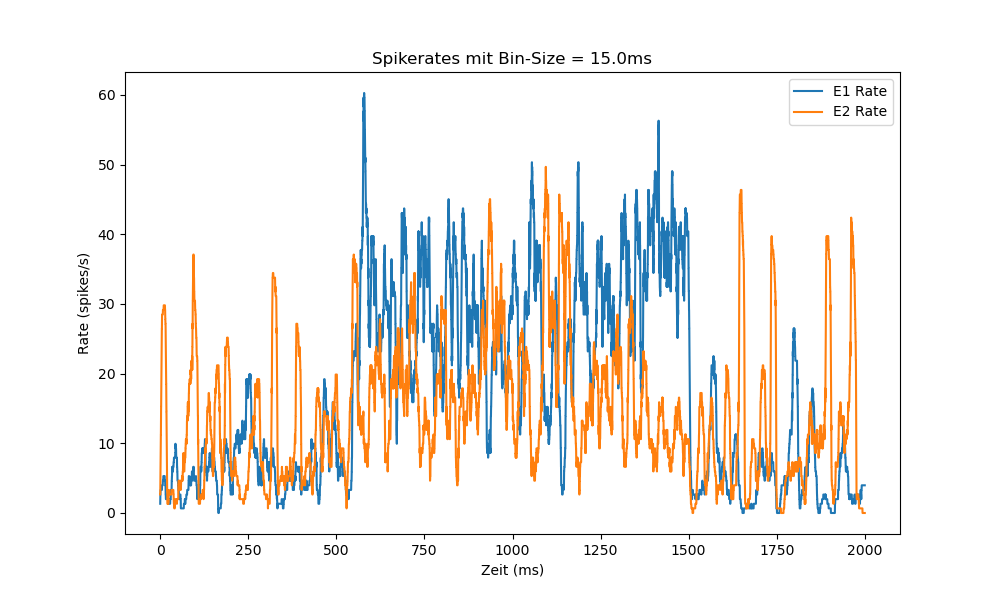 Spikerates mit Bin-Size = 15.0ms
E1 Rate
E2 Rate
60
50
40
30
20
10
0
Rate (spikes/s)
0 250 500 750 1000 1250 1500 1750 2000
Zeit (ms)